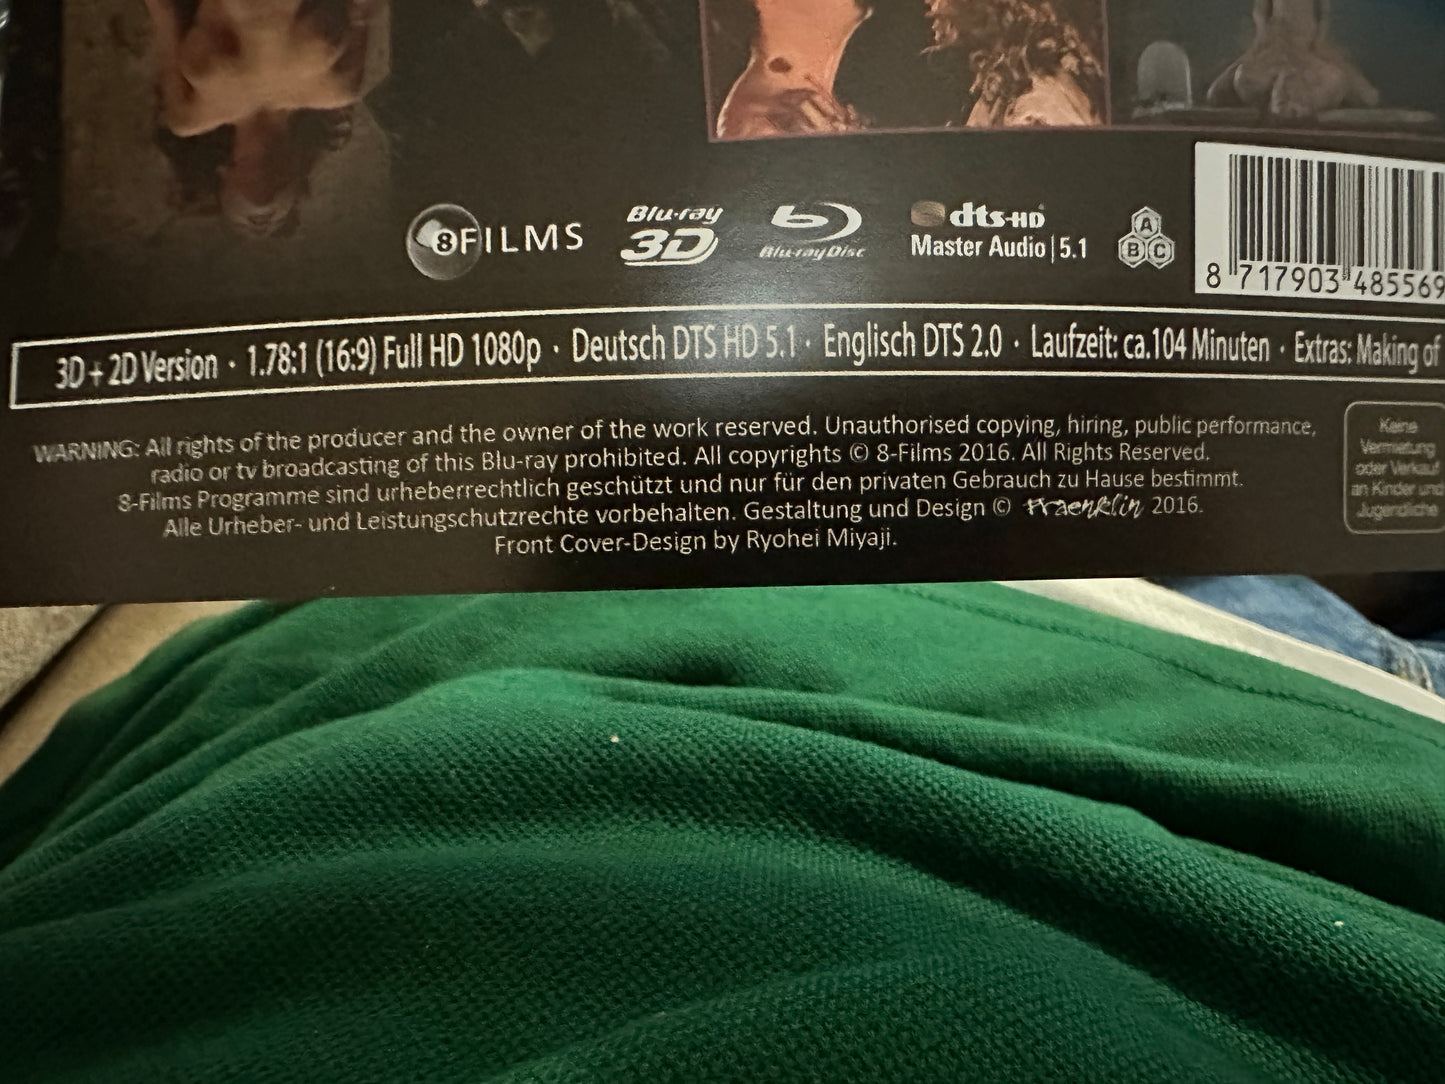 8FILMS
Blu-ray 3D
Blu-ray Disc
dts-HD
Master Audio | 5.1
A
B C
8 717903 485569
3D + 2D Version · 1.78:1 (16:9) Full HD 1080p · Deutsch DTS HD 5.1 · Englisch DTS 2.0 · Laufzeit: ca.104 Minuten · Extras: Making of
WARNING: All rights of the producer and the owner of the work reserved. Unauthorised copying, hiring, public performance,
radio or tv broadcasting of this Blu-ray prohibited. All copyrights © 8-Films 2016. All Rights Reserved.
8-Films Programme sind urheberrechtlich geschützt und nur für den privaten Gebrauch zu Hause bestimmt.
Alle Urheber- und Leistungschutzrechte vorbehalten. Gestaltung und Design © Fraenklin 2016.
Front Cover-Design by Ryohei Miyaji.
Keine
Vermietung
oder Verkauf
an Kinder und
Jugendliche